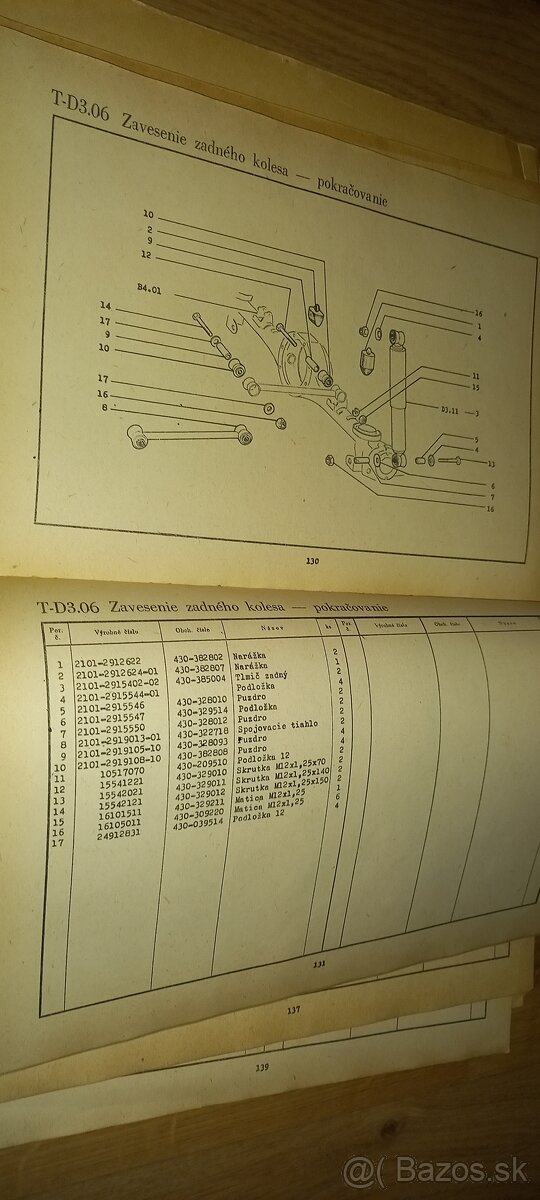 T-D3.06 Zavesenie zadného kolesa — pokračovanie
10
2
9
12
B4.01
14
17
9
10
17
16
8
16
1
4
11
15
D3.11 — 3
5
4
13
6
7
16
130
T-D3.06 Zavesenie zadného kolesa — pokračovanie
Por. č. Výrobné číslo Obch. číslo Názov ks Por. č. Výrobné číslo Obch. číslo Názov
1 2101-2912622 430-382802 Narážka 2
2 2101-2912624-01 430-382807 Narážka 1
3 2101-2915402-02 430-385004 Tlmič zadný 2
4 2101-2915544-01 Podložka 4
5 2101-2915546 430-328010 Puzdro 2
6 2101-2915547 430-329514 Podložka 2
7 2101-2915550 430-328012 Puzdro 2
8 2101-2919013-01 430-322718 Spojovacie tiahlo 2
9 2101-2919105-10 430-328093 Puzdro 4
10 2101-2919108-10 430-382808 Puzdro 4
11 10517070 430-209510 Podložka 12 2
12 15541221 430-329010 Skrutka M12x1,25x70 2
13 15542021 430-329011 Skrutka M12x1,25x140 2
14 15542121 430-329012 Skrutka M12x1,25x150 2
15 16101511 430-329211 Matica M12x1,25 1
16 16105011 430-309220 Matica M12x1,25 6
17 24912831 430-039514 Podložka 12 4
131
137
139
@( Bazos.sk